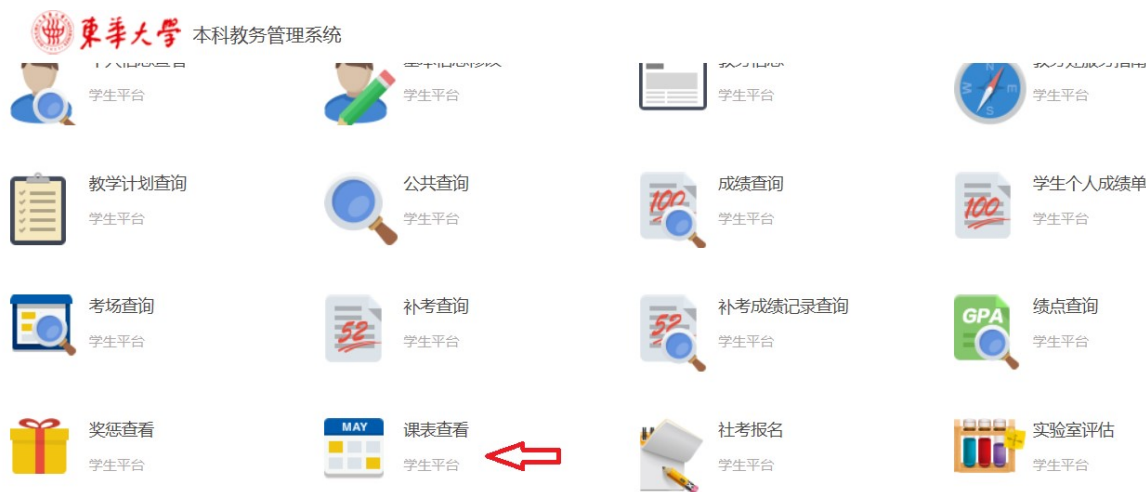 東華大学 本科教务管理系统
学生平台
学生平台
学生平台
学生平台
教学计划查询
学生平台
公共查询
学生平台
100
成绩查询
学生平台
100
学生个人成绩单
学生平台
考场查询
学生平台
52
补考查询
学生平台
52
补考成绩记录查询
学生平台
GPA
绩点查询
学生平台
奖惩查看
学生平台
MAY
课表查看
学生平台
社考报名
学生平台
实验室评估
学生平台